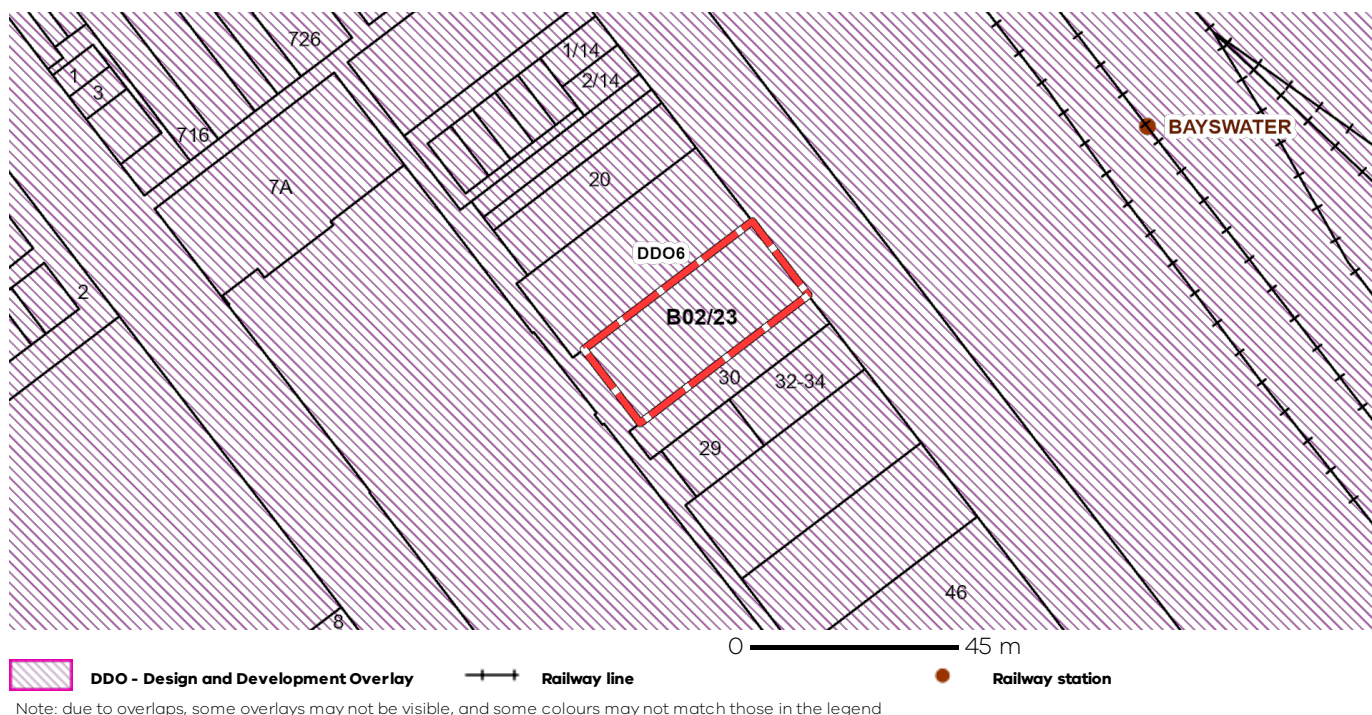 726
1/14
1
2/14
3
BAYSWATER
716
20
7A
DDO6
2
B02/23
30
32-34
29
46
8
0 45 m
DDO - Design and Development Overlay Railway line Railway station
Note: due to overlaps, some overlays may not be visible, and some colours may not match those in the legend